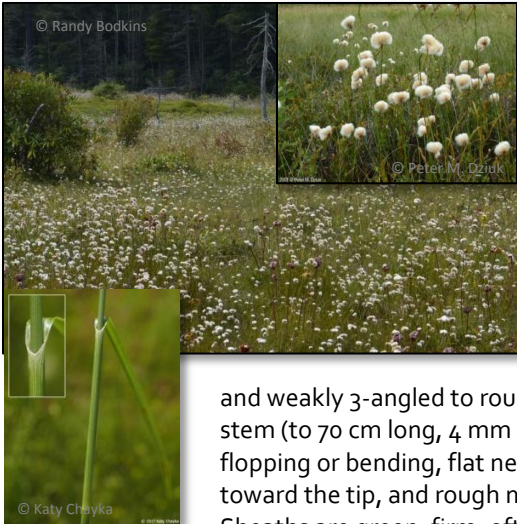 © Randy Bodkins
© Peter M. Dziuk
and weakly 3-angled to rou
stem (to 70 cm long, 4 mm
flopping or bending, flat ne
toward the tip, and rough n
Sheaths are green, firm, oft
© Katy Chayka